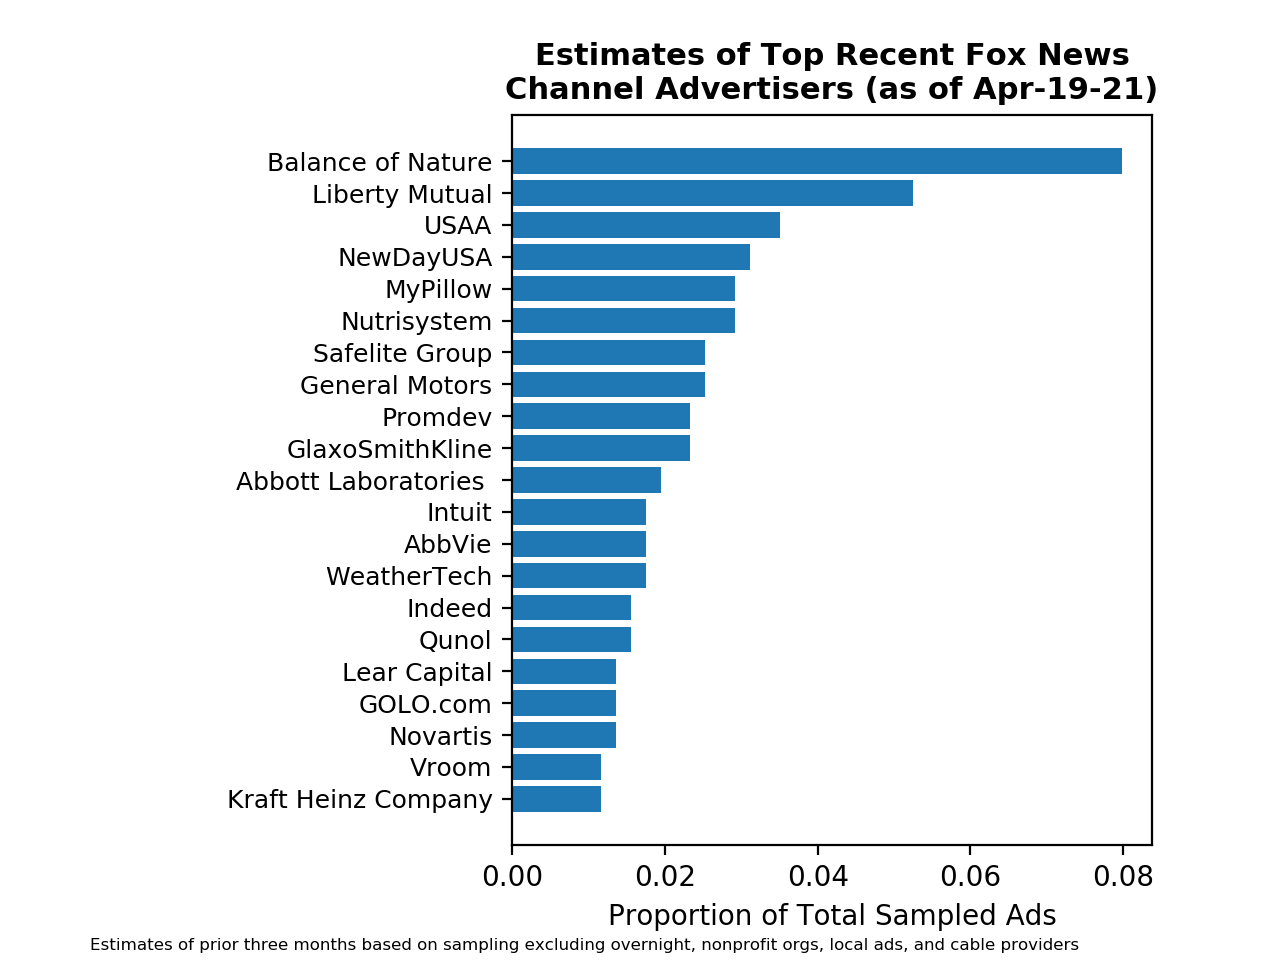 Estimates of Top Recent Fox News
Channel Advertisers (as of Apr-19-21)
Balance of Nature
Liberty Mutual
USAA
NewDayUSA
MyPillow
Nutrisystem
Safelite Group
General Motors
Promdev
GlaxoSmithKline
Abbott Laboratories
Intuit
AbbVie
WeatherTech
Indeed
Qunol
Lear Capital
GOLO.com
Novartis
Vroom
Kraft Heinz Company
0.00 0.02 0.04 0.06 0.08
Proportion of Total Sampled Ads
Estimates of prior three months based on sampling excluding overnight, nonprofit orgs, local ads, and cable providers